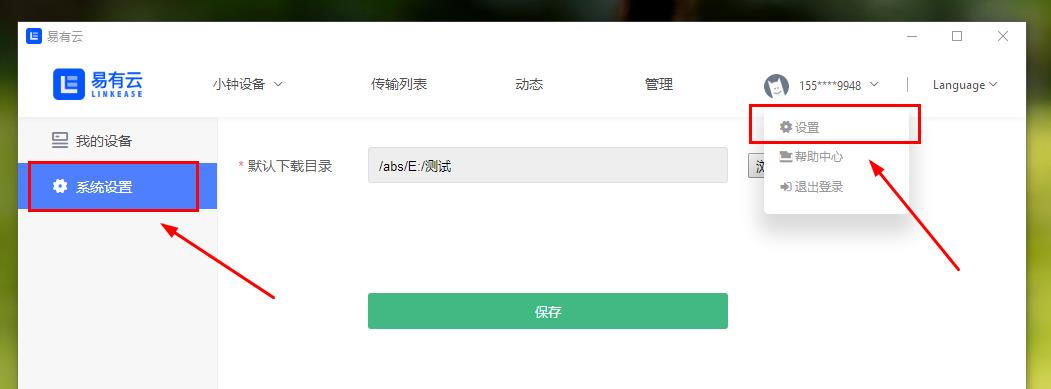 易有云
易有云
LINKEASE
小钟设备
传输列表
动态
管理
155****9948
Language
我的设备
系统设置
* 默认下载目录
/abs/E:/测试
设置
帮助中心
退出登录
保存